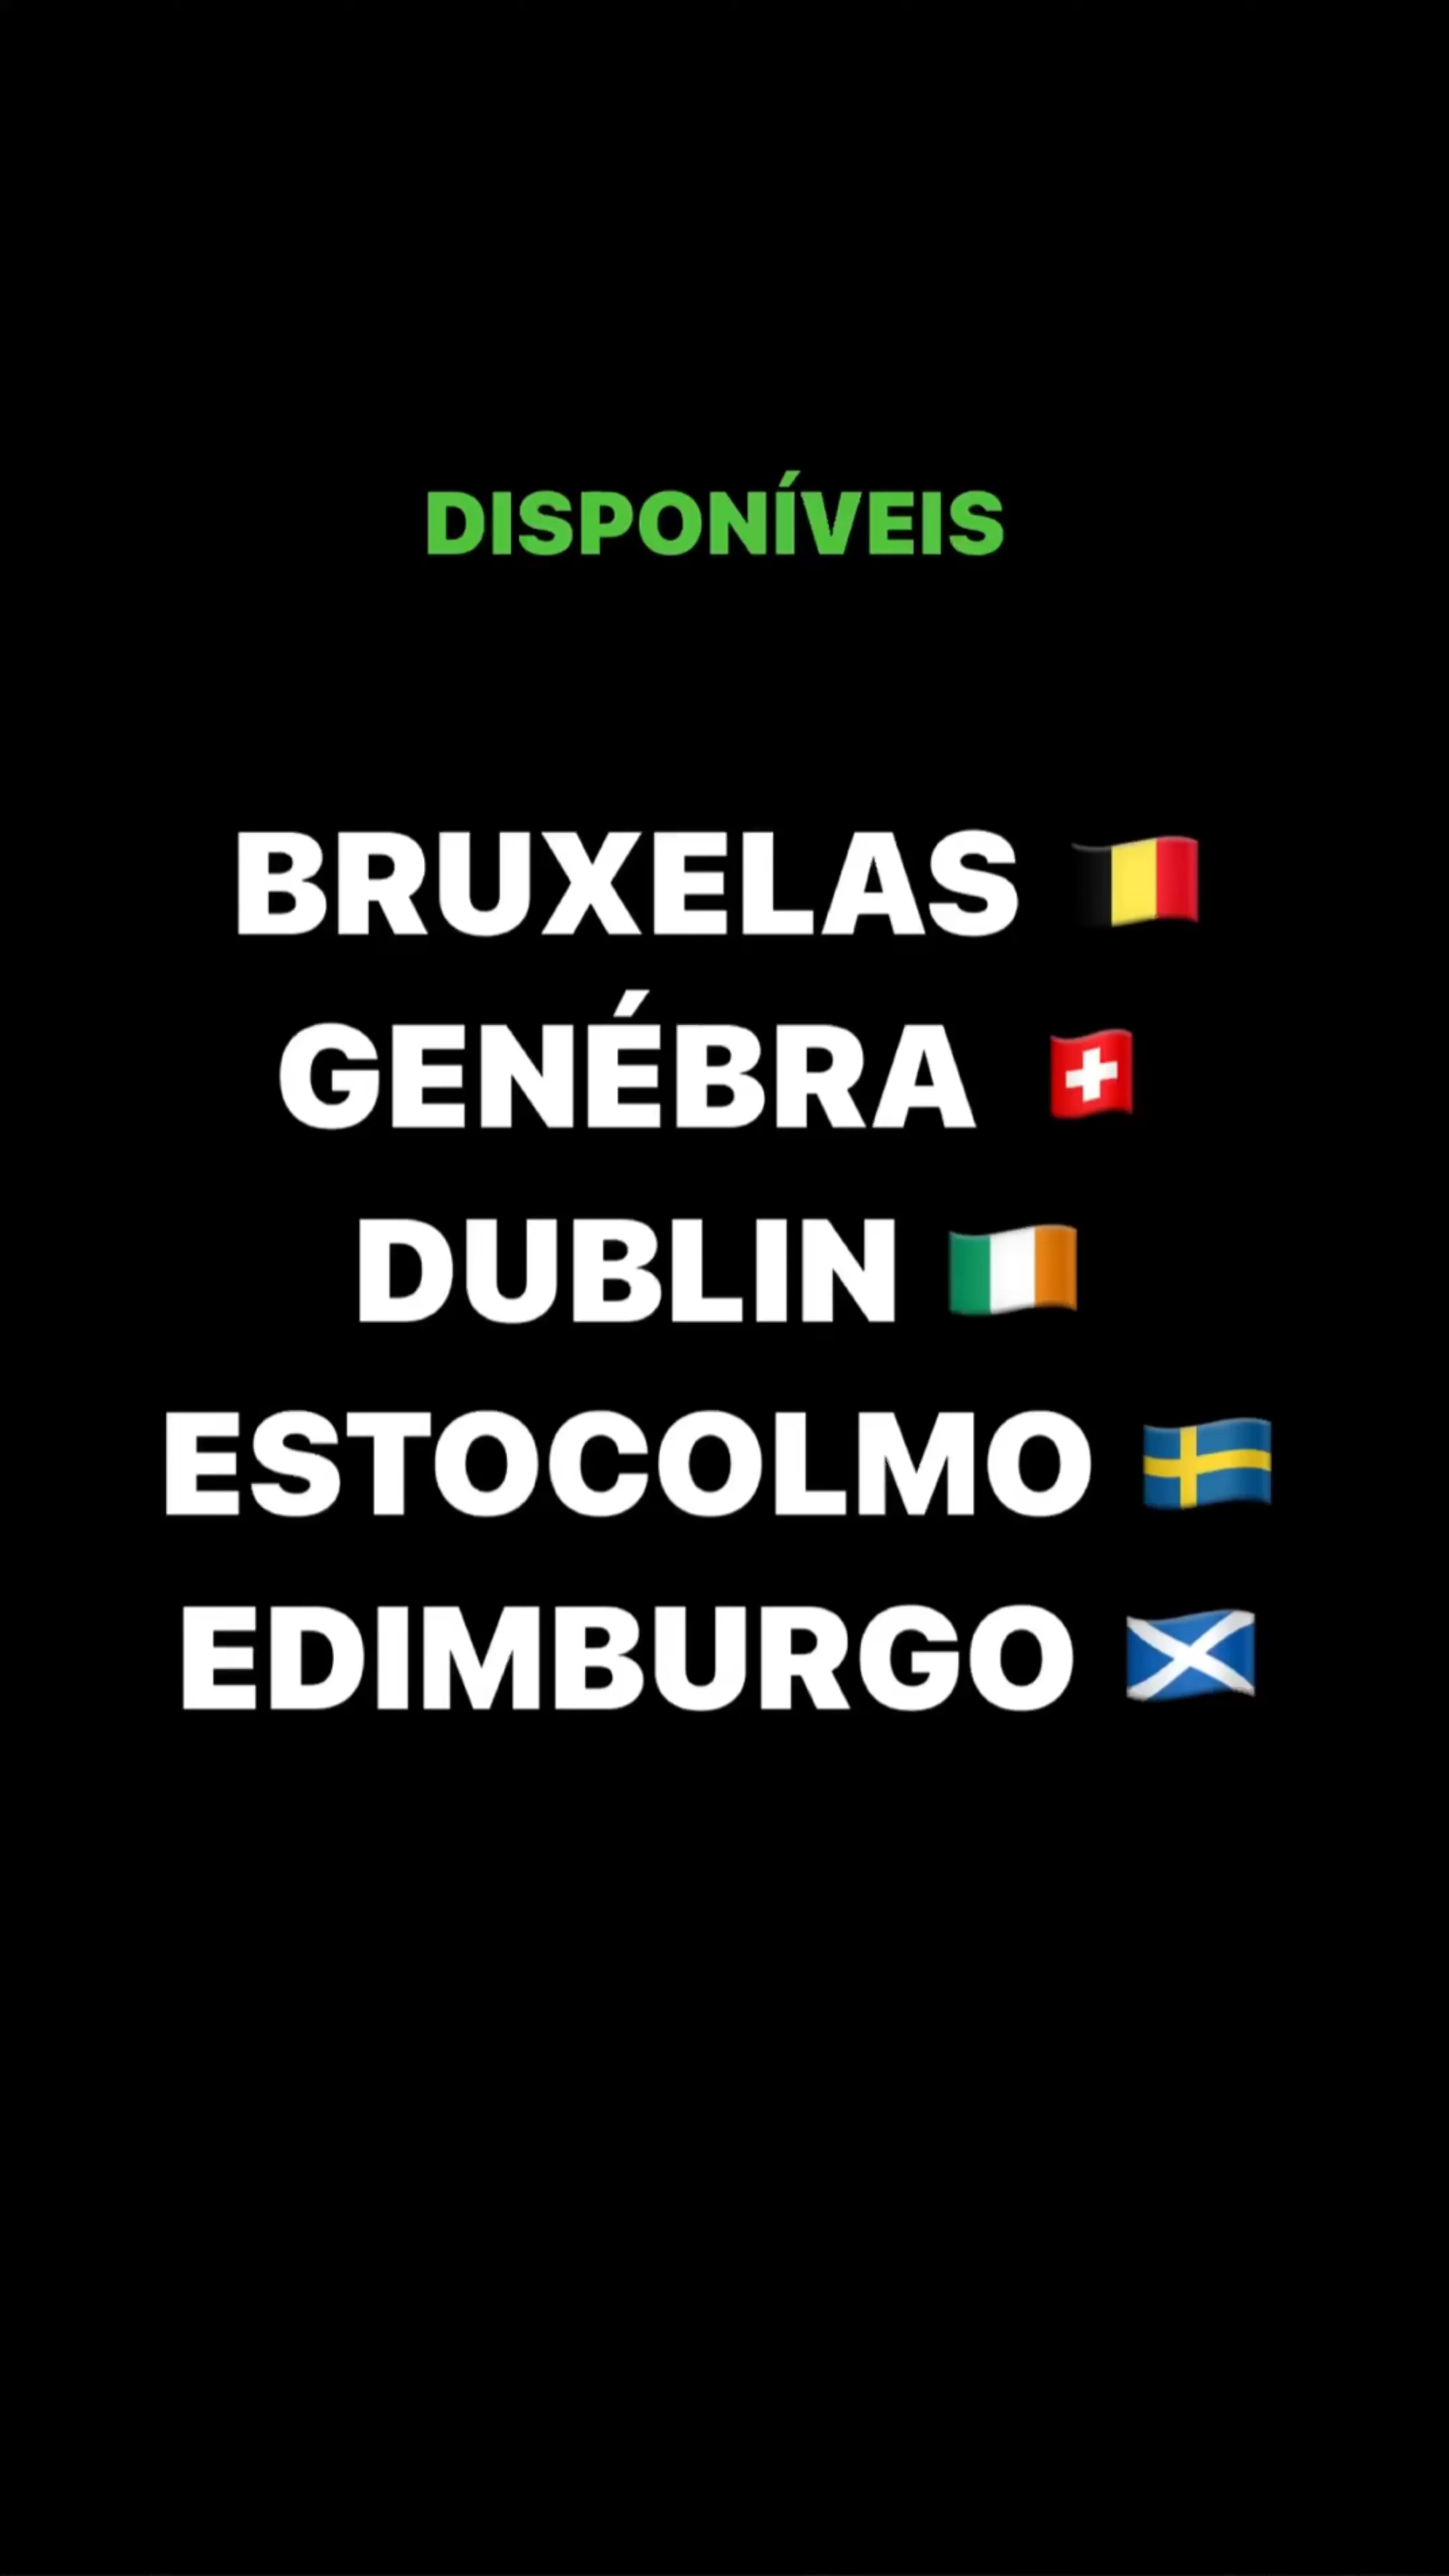 DISPONÍVEIS
BRUXELAS 🇧🇪
GENÉBRA 🇨🇭
DUBLIN 🇮🇪
ESTOCOLMO 🇸🇪
EDIMBURGO 🏴󠁧󠁢󠁳󠁣󠁴󠁿